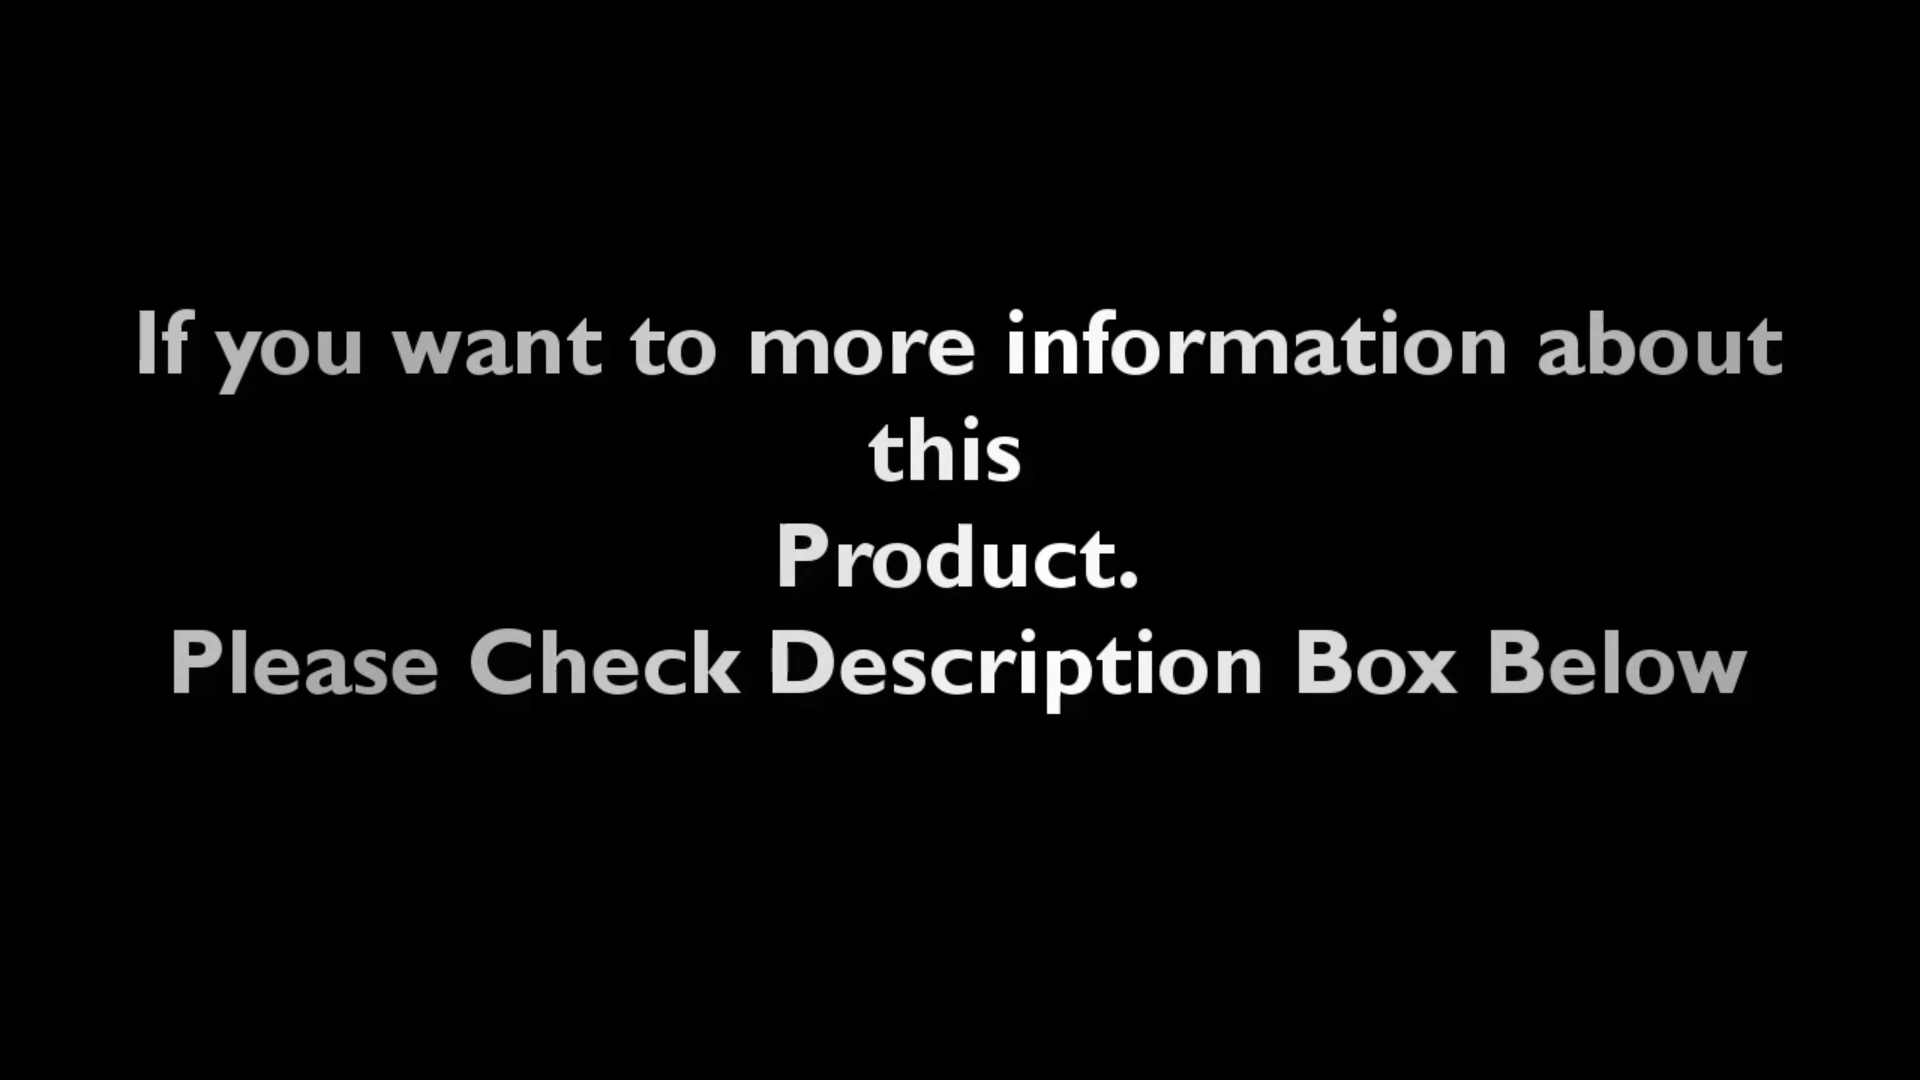 If you want to more information about
this
Product.
Please Check Description Box Below